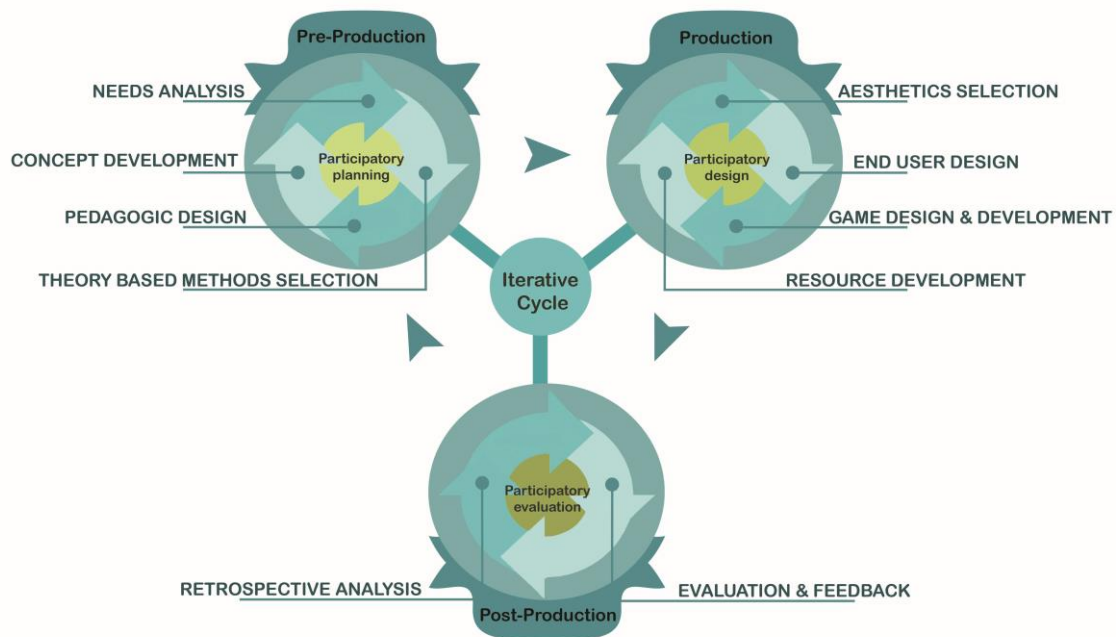 Pre-Production
NEEDS ANALYSIS
CONCEPT DEVELOPMENT
Participatory
planning
PEDAGOGIC DESIGN
THEORY BASED METHODS SELECTION
Production
AESTHETICS SELECTION
Participatory
design
END USER DESIGN
GAME DESIGN & DEVELOPMENT
RESOURCE DEVELOPMENT
Iterative
Cycle
Participatory
evaluation
RETROSPECTIVE ANALYSIS
EVALUATION & FEEDBACK
Post-Production